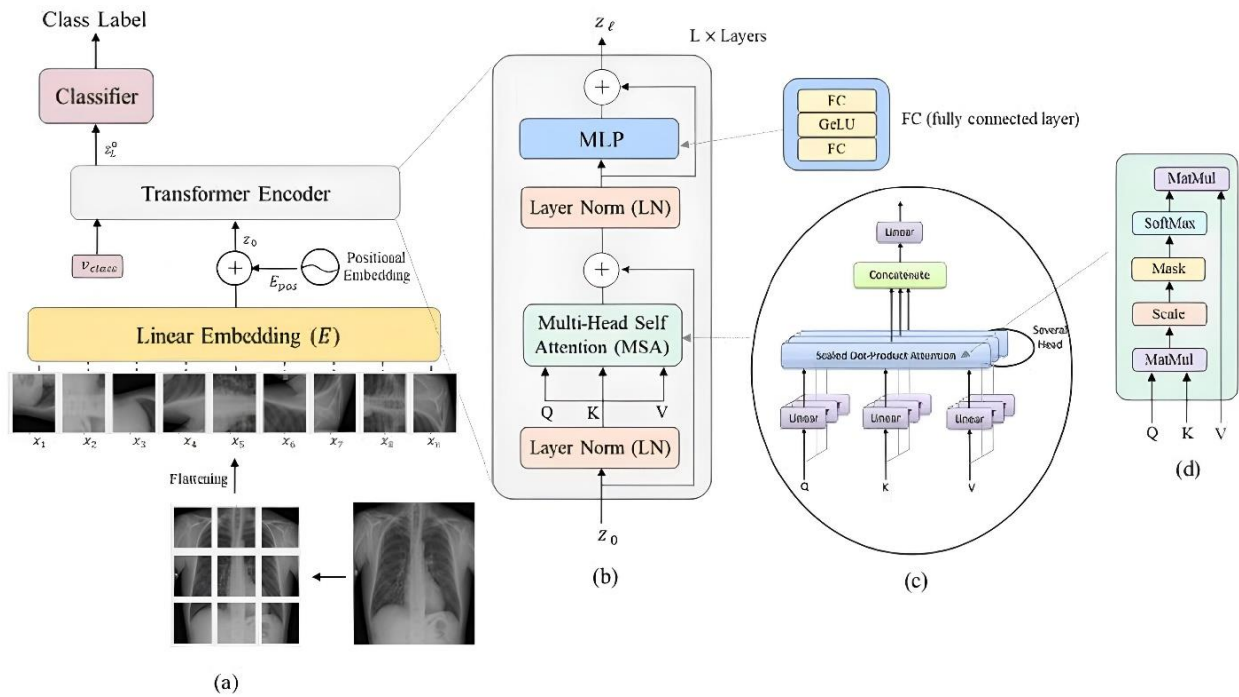 Class Label
Classifier
z_L^0
Transformer Encoder
v_class
z_0
Positional
Embedding
E_pos
Linear Embedding (E)
x_1 x_2 x_3 x_4 x_5 x_6 x_7 x_8 x_n
Flattening
(a)
z_ℓ
L × Layers
MLP
Layer Norm (LN)
Multi-Head Self
Attention (MSA)
Q K V
Layer Norm (LN)
z_0
(b)
FC
GeLU
FC
FC (fully connected layer)
Linear
Concatenate
Several
Head
Scaled Dot-Product Attention
Linear Linear Linear
Q K V
(c)
MatMul
SoftMax
Mask
Scale
MatMul
Q K V
(d)